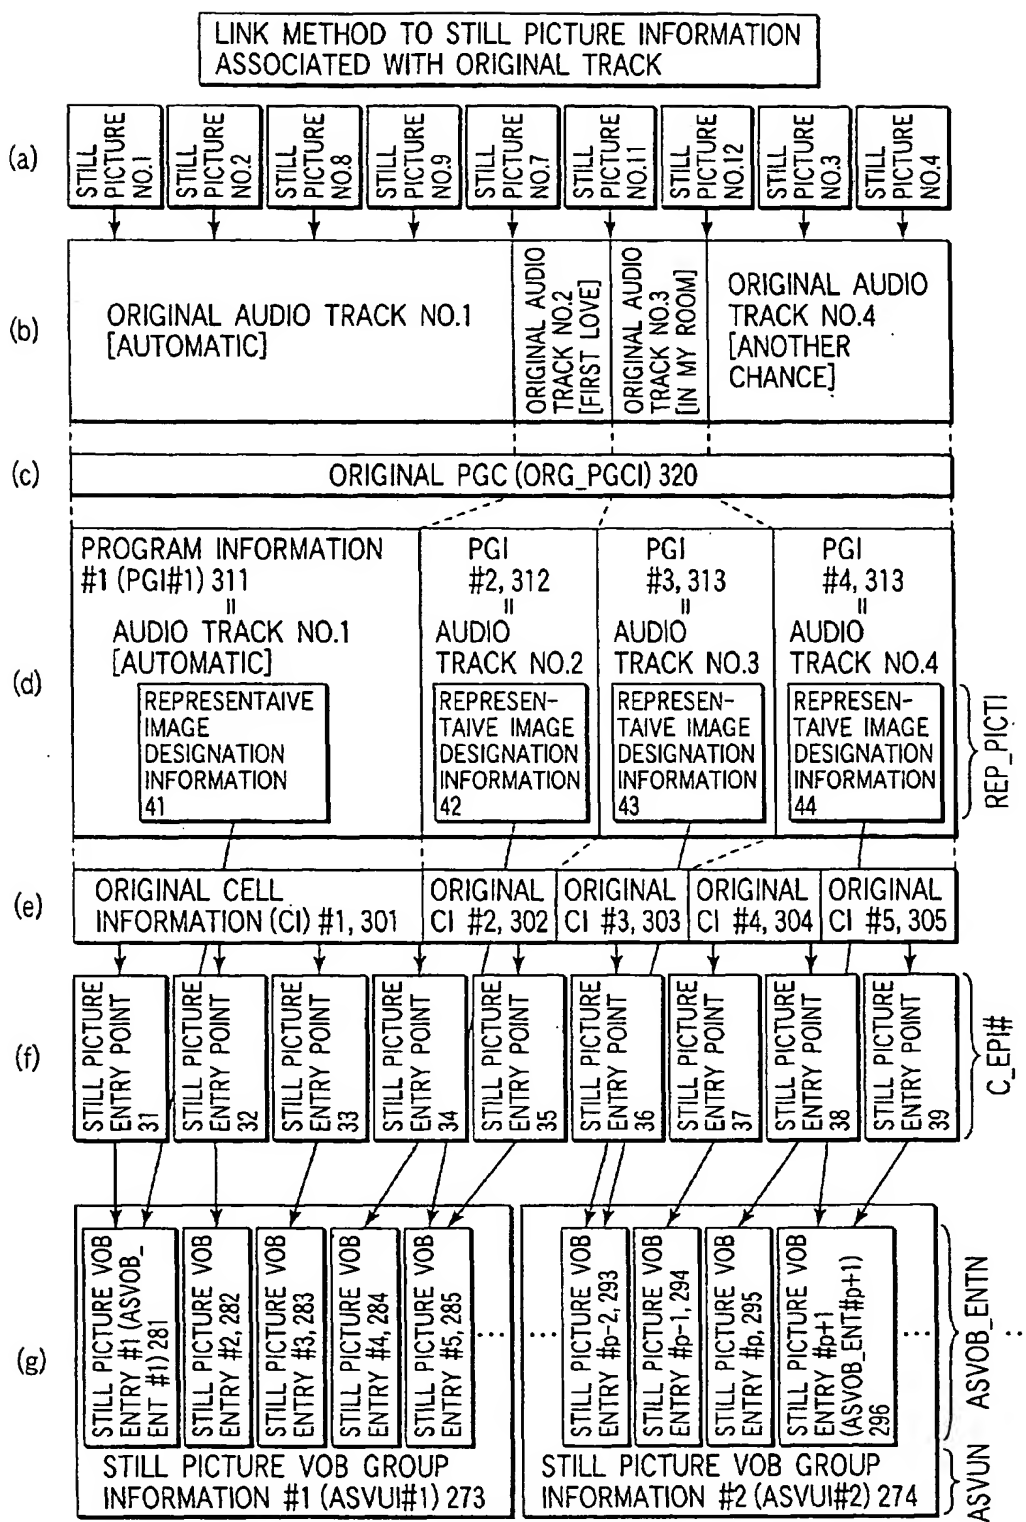 LINK METHOD TO STILL PICTURE INFORMATION
ASSOCIATED WITH ORIGINAL TRACK
(a)
STILL
PICTURE
NO.1
STILL
PICTURE
NO.2
STILL
PICTURE
NO.8
STILL
PICTURE
NO.9
STILL
PICTURE
NO.7
STILL
PICTURE
NO.11
STILL
PICTURE
NO.12
STILL
PICTURE
NO.3
STILL
PICTURE
NO.4
(b)
ORIGINAL AUDIO TRACK NO.1
[AUTOMATIC]
ORIGINAL AUDIO
TRACK NO.2
[FIRST LOVE]
ORIGINAL AUDIO
TRACK NO.3
[IN MY ROOM]
ORIGINAL AUDIO
TRACK NO.4
[ANOTHER
CHANCE]
(c)
ORIGINAL PGC (ORG_PGCI) 320
(d)
PROGRAM INFORMATION
#1 (PGI#1) 311
=
AUDIO TRACK NO.1
[AUTOMATIC]
REPRESENTAIVE
IMAGE
DESIGNATION
INFORMATION
41
PGI
#2, 312
=
AUDIO
TRACK NO.2
REPRESEN-
TAIVE IMAGE
DESIGNATION
INFORMATION
42
PGI
#3, 313
=
AUDIO
TRACK NO.3
REPRESEN-
TAIVE IMAGE
DESIGNATION
INFORMATION
43
PGI
#4, 313
=
AUDIO
TRACK NO.4
REPRESEN-
TAIVE IMAGE
DESIGNATION
INFORMATION
44
REP_PICTI
(e)
ORIGINAL CELL
INFORMATION (CI) #1, 301
ORIGINAL
CI #2, 302
ORIGINAL
CI #3, 303
ORIGINAL
CI #4, 304
ORIGINAL
CI #5, 305
(f)
STILL PICTURE
ENTRY POINT
31
STILL PICTURE
ENTRY POINT
32
STILL PICTURE
ENTRY POINT
33
STILL PICTURE
ENTRY POINT
34
STILL PICTURE
ENTRY POINT
35
STILL PICTURE
ENTRY POINT
36
STILL PICTURE
ENTRY POINT
37
STILL PICTURE
ENTRY POINT
38
STILL PICTURE
ENTRY POINT
39
C_EPI#
(g)
STILL PICTURE VOB
ENTRY #1 (ASVOB_
ENT #1) 281
STILL PICTURE VOB
ENTRY #2, 282
STILL PICTURE VOB
ENTRY #3, 283
STILL PICTURE VOB
ENTRY #4, 284
STILL PICTURE VOB
ENTRY #5, 285
STILL PICTURE VOB GROUP
INFORMATION #1 (ASVUI#1) 273
STILL PICTURE VOB
ENTRY #p-2, 293
STILL PICTURE VOB
ENTRY #p-1, 294
STILL PICTURE VOB
ENTRY #p, 295
STILL PICTURE VOB
ENTRY #p+1
(ASVOB_ENT#p+1)
296
STILL PICTURE VOB GROUP
INFORMATION #2 (ASVUI#2) 274
ASVOB_ENTN
ASVUN